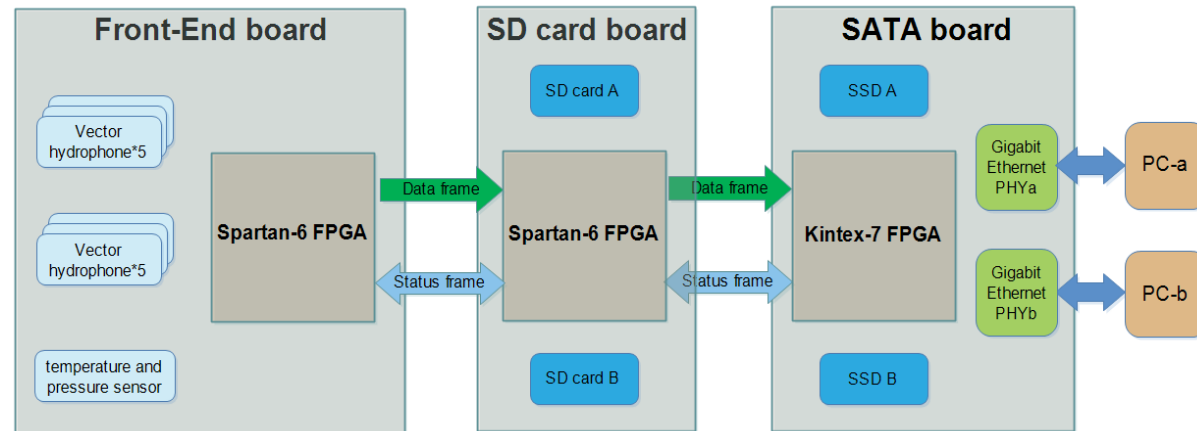 Front-End board
SD card board
SATA board
Vector
hydrophone*5
Vector
hydrophone*5
temperature and
pressure sensor
Spartan-6 FPGA
Data frame
Status frame
SD card A
Spartan-6 FPGA
SD card B
Data frame
Status frame
SSD A
Kintex-7 FPGA
SSD B
Gigabit
Ethernet
PHYa
Gigabit
Ethernet
PHYb
PC-a
PC-b